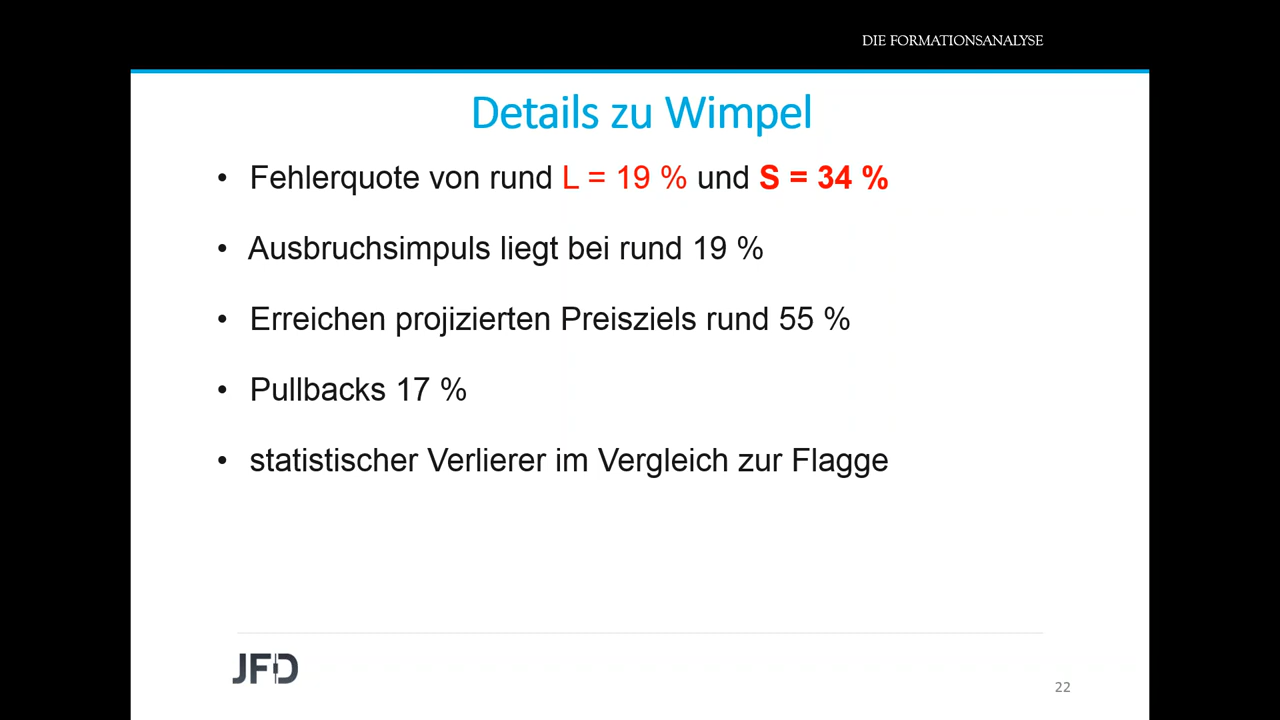 DIE FORMATIONSANALYSE
Details zu Wimpel
• Fehlerquote von rund L = 19 % und S = 34 %
• Ausbruchsimpuls liegt bei rund 19 %
• Erreichen projizierten Preisziels rund 55 %
• Pullbacks 17 %
• statistischer Verlierer im Vergleich zur Flagge
JFD
22